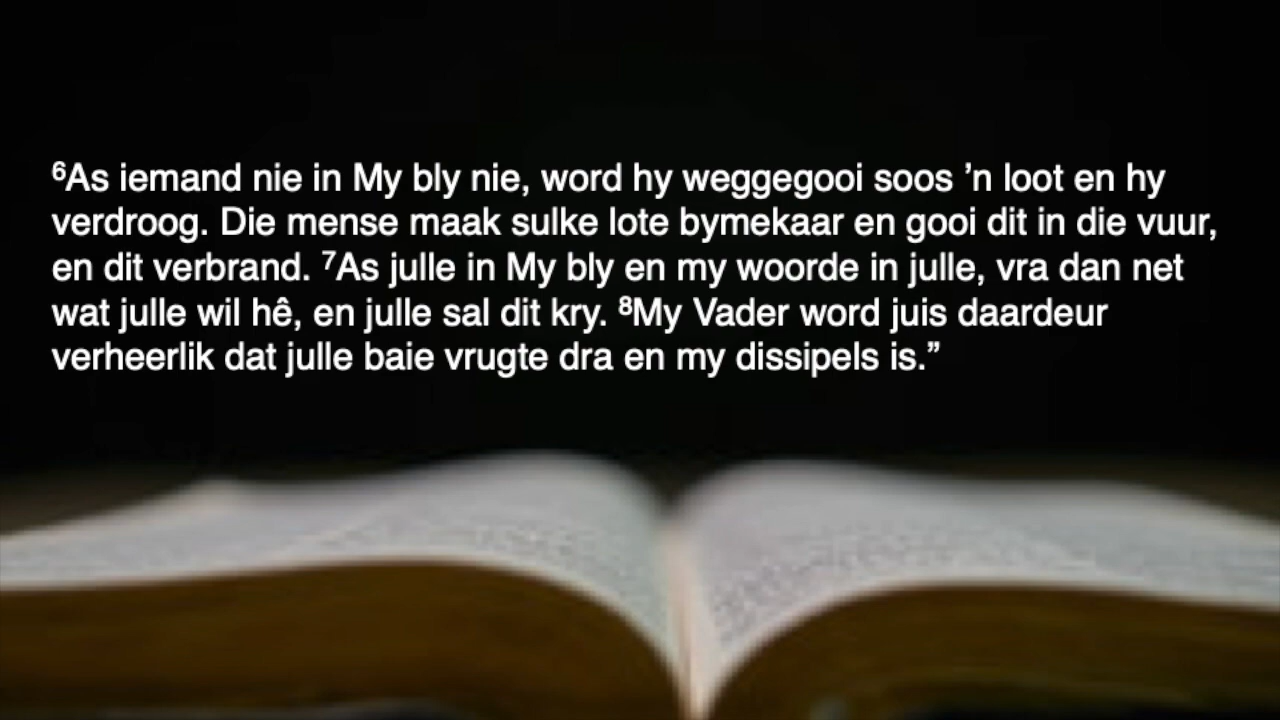 ⁶As iemand nie in My bly nie, word hy weggegooi soos ’n loot en hy
verdroog. Die mense maak sulke lote bymekaar en gooi dit in die vuur,
en dit verbrand. ⁷As julle in My bly en my woorde in julle, vra dan net
wat julle wil hê, en julle sal dit kry. ⁸My Vader word juis daardeur
verheerlik dat julle baie vrugte dra en my dissipels is.”